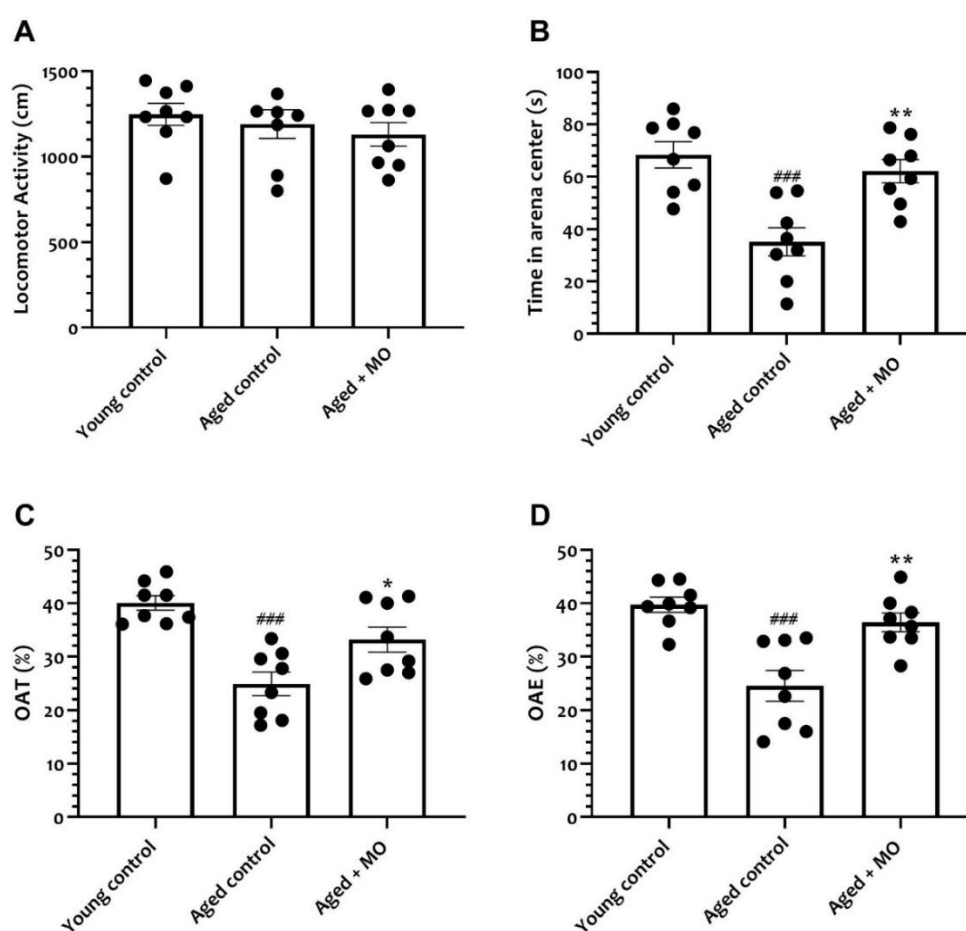 A
Locomotor Activity (cm)
1500
1000
500
0
Young control
Aged control
Aged + MO
B
Time in arena center (s)
100
80
60
40
20
0
###
**
Young control
Aged control
Aged + MO
C
OAT (%)
50
40
30
20
10
0
###
*
Young control
Aged control
Aged + MO
D
OAE (%)
50
40
30
20
10
0
###
**
Young control
Aged control
Aged + MO